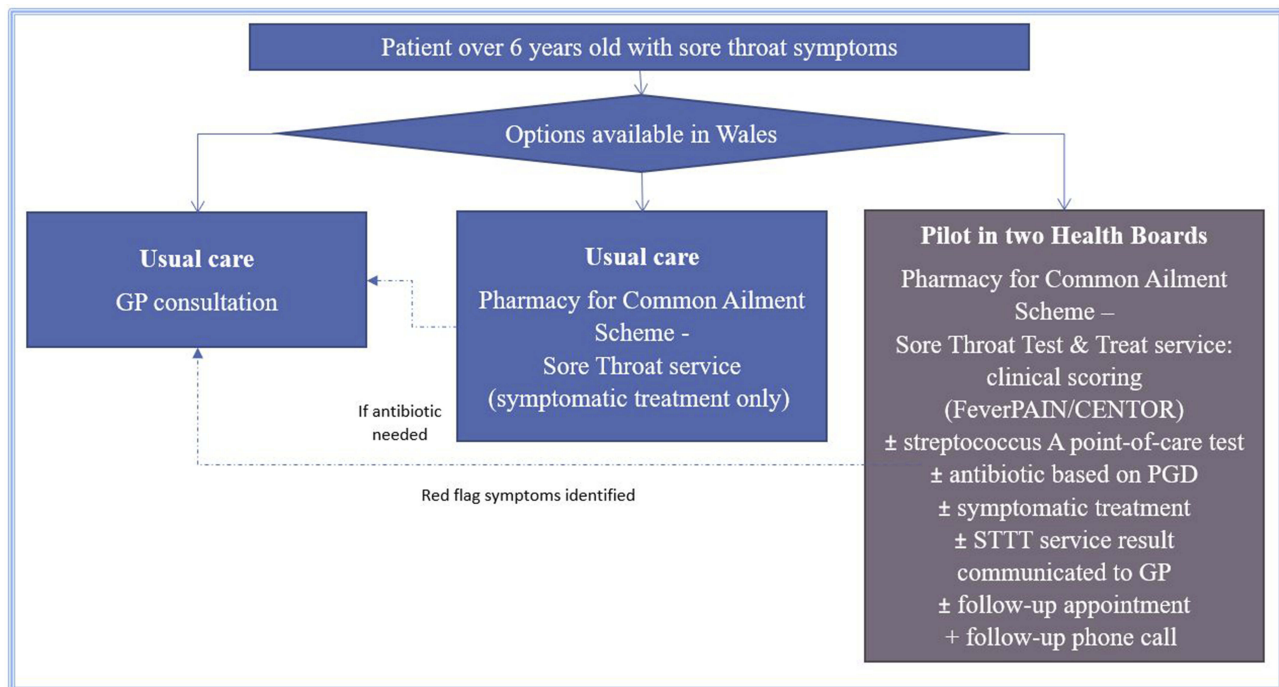 Patient over 6 years old with sore throat symptoms
Options available in Wales
Usual care
GP consultation
Usual care
Pharmacy for Common Ailment
Scheme -
Sore Throat service
(symptomatic treatment only)
Pilot in two Health Boards
Pharmacy for Common Ailment
Scheme –
Sore Throat Test & Treat service:
clinical scoring
(FeverPAIN/CENTOR)
± streptococcus A point-of-care test
± antibiotic based on PGD
± symptomatic treatment
± STTT service result
communicated to GP
± follow-up appointment
+ follow-up phone call
If antibiotic
needed
Red flag symptoms identified